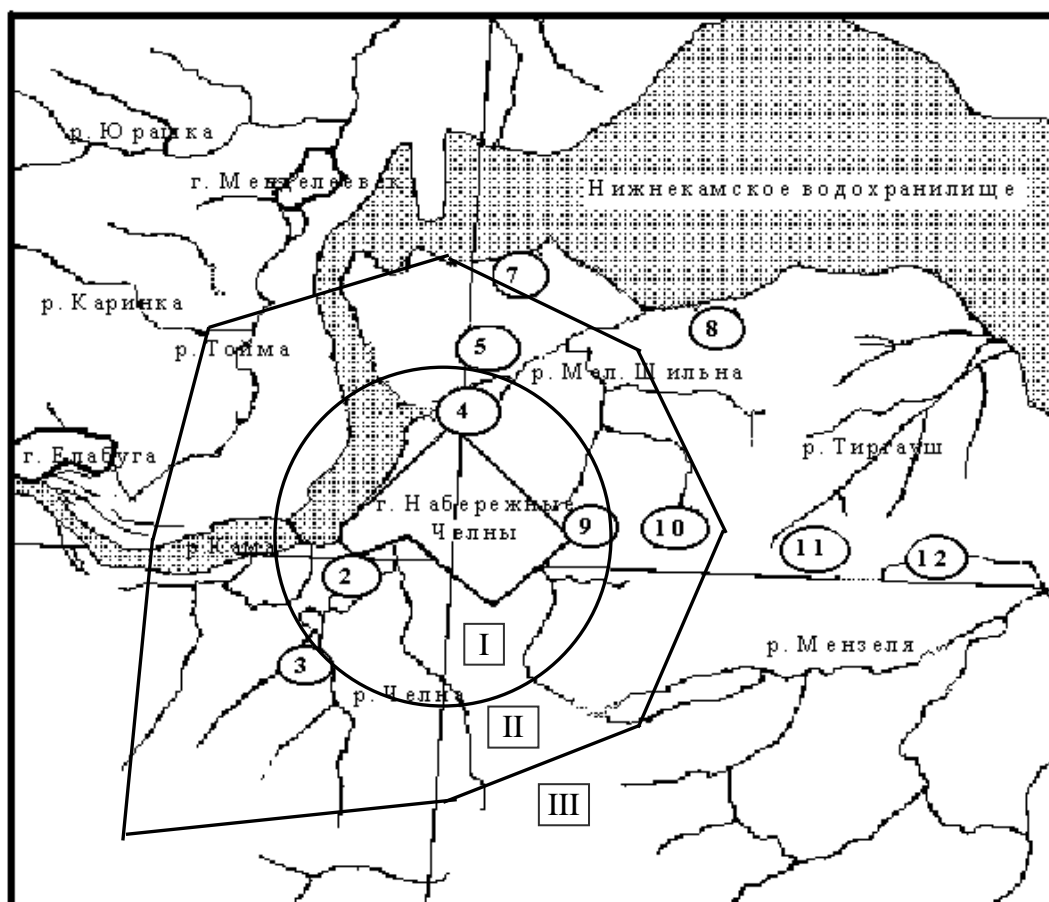 р. Юрашка
г. Менделеевск
Нижнекамское водохранилище
7
р. Каринка
8
р. Тойма
5
р. Мал. Шильна
4
г. Елабуга
р. Тиргауш
г. Набережные
Челны
9
10
р. Кама
11
12
2
I
р. Мензеля
3
р. Челна
II
III